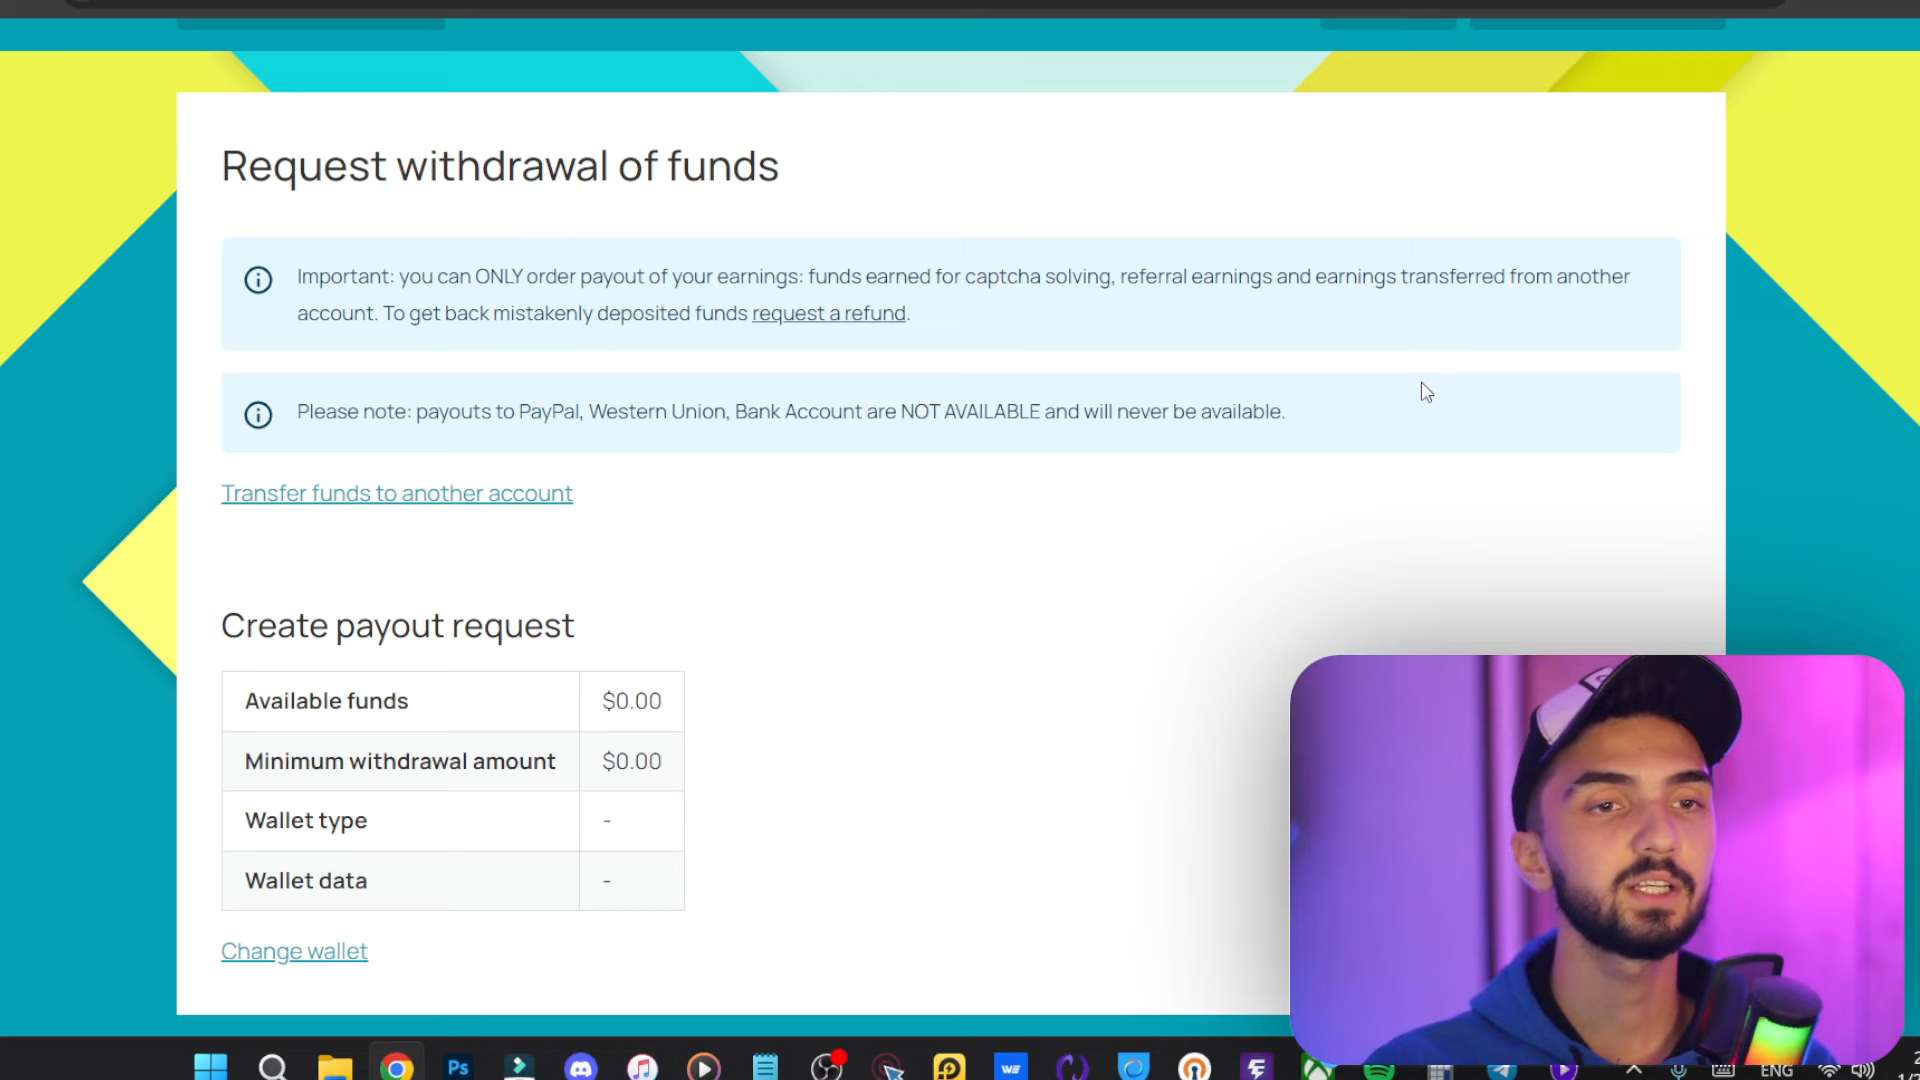 Request withdrawal of funds
Important: you can ONLY order payout of your earnings: funds earned for captcha solving, referral earnings and earnings transferred from another
account. To get back mistakenly deposited funds request a refund.
Please note: payouts to PayPal, Western Union, Bank Account are NOT AVAILABLE and will never be available.
Transfer funds to another account
Create payout request
Available funds $0.00
Minimum withdrawal amount $0.00
Wallet type -
Wallet data -
Change wallet
Ps WE ENG